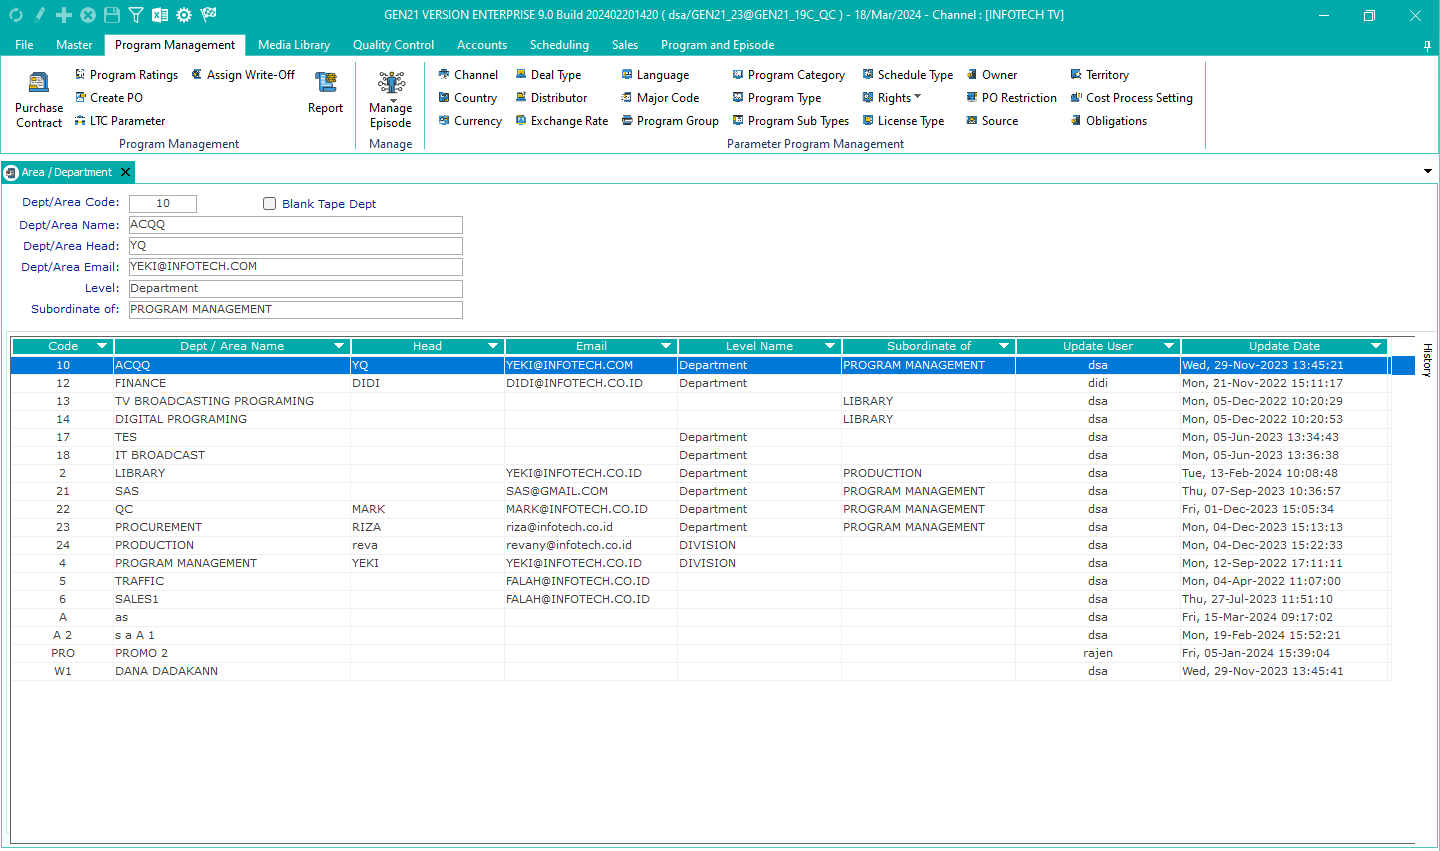 GEN21 VERSION ENTERPRISE 9.0 Build 202402201420 ( dsa/GEN21_23@GEN21_19C_QC ) - 18/Mar/2024 - Channel : [INFOTECH TV]
File Master Program Management Media Library Quality Control Accounts Scheduling Sales Program and Episode
Purchase Contract
Program Ratings Assign Write-Off
Create PO
LTC Parameter
Report
Program Management
Manage Episode
Manage
Channel Deal Type Language Program Category Schedule Type Owner Territory
Country Distributor Major Code Program Type Rights PO Restriction Cost Process Setting
Currency Exchange Rate Program Group Program Sub Types License Type Source Obligations
Parameter Program Management
Area / Department
Dept/Area Code: 10 Blank Tape Dept
Dept/Area Name: ACQQ
Dept/Area Head: YQ
Dept/Area Email: YEKI@INFOTECH.COM
Level: Department
Subordinate of: PROGRAM MANAGEMENT
Code Dept / Area Name Head Email Level Name Subordinate of Update User Update Date
10 ACQQ YQ YEKI@INFOTECH.COM Department PROGRAM MANAGEMENT dsa Wed, 29-Nov-2023 13:45:21
12 FINANCE DIDI DIDI@INFOTECH.CO.ID Department didi Mon, 21-Nov-2022 15:11:17
13 TV BROADCASTING PROGRAMING LIBRARY dsa Mon, 05-Dec-2022 10:20:29
14 DIGITAL PROGRAMING LIBRARY dsa Mon, 05-Dec-2022 10:20:53
17 TES Department dsa Mon, 05-Jun-2023 13:34:43
18 IT BROADCAST Department dsa Mon, 05-Jun-2023 13:36:38
2 LIBRARY YEKI@INFOTECH.CO.ID Department PRODUCTION dsa Tue, 13-Feb-2024 10:08:48
21 SAS SAS@GMAIL.COM Department PROGRAM MANAGEMENT dsa Thu, 07-Sep-2023 10:36:57
22 QC MARK MARK@INFOTECH.CO.ID Department PROGRAM MANAGEMENT dsa Fri, 01-Dec-2023 15:05:34
23 PROCUREMENT RIZA riza@infotech.co.id Department PROGRAM MANAGEMENT dsa Mon, 04-Dec-2023 15:13:13
24 PRODUCTION reva revany@infotech.co.id DIVISION dsa Mon, 04-Dec-2023 15:22:33
4 PROGRAM MANAGEMENT YEKI YEKI@INFOTECH.CO.ID DIVISION dsa Mon, 12-Sep-2022 17:11:11
5 TRAFFIC FALAH@INFOTECH.CO.ID dsa Mon, 04-Apr-2022 11:07:00
6 SALES1 FALAH@INFOTECH.CO.ID dsa Thu, 27-Jul-2023 11:51:10
A as dsa Fri, 15-Mar-2024 09:17:02
A 2 s a A 1 dsa Mon, 19-Feb-2024 15:52:21
PRO PROMO 2 rajen Fri, 05-Jan-2024 15:39:04
W1 DANA DADAKANN dsa Wed, 29-Nov-2023 13:45:41
History